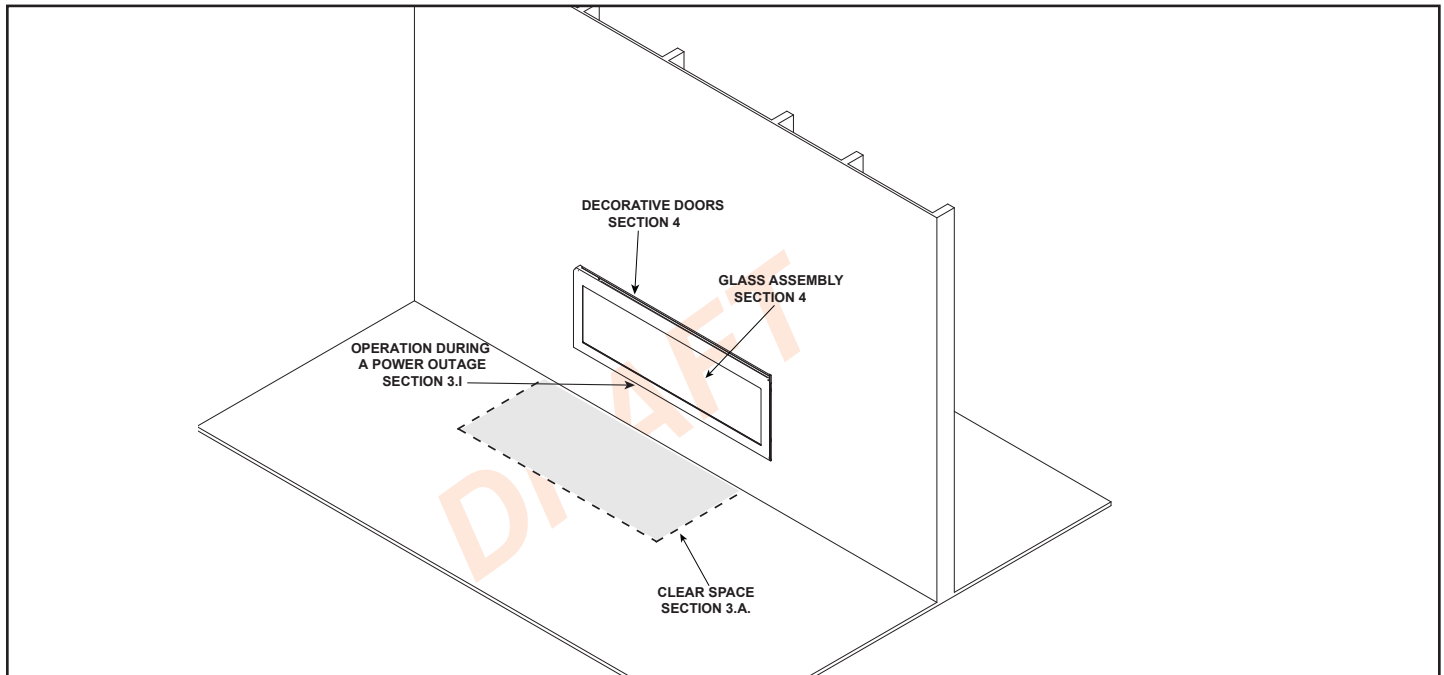 DECORATIVE DOORS
SECTION 4
GLASS ASSEMBLY
SECTION 4
OPERATION DURING
A POWER OUTAGE
SECTION 3.I
CLEAR SPACE
SECTION 3.A.
DRAFT